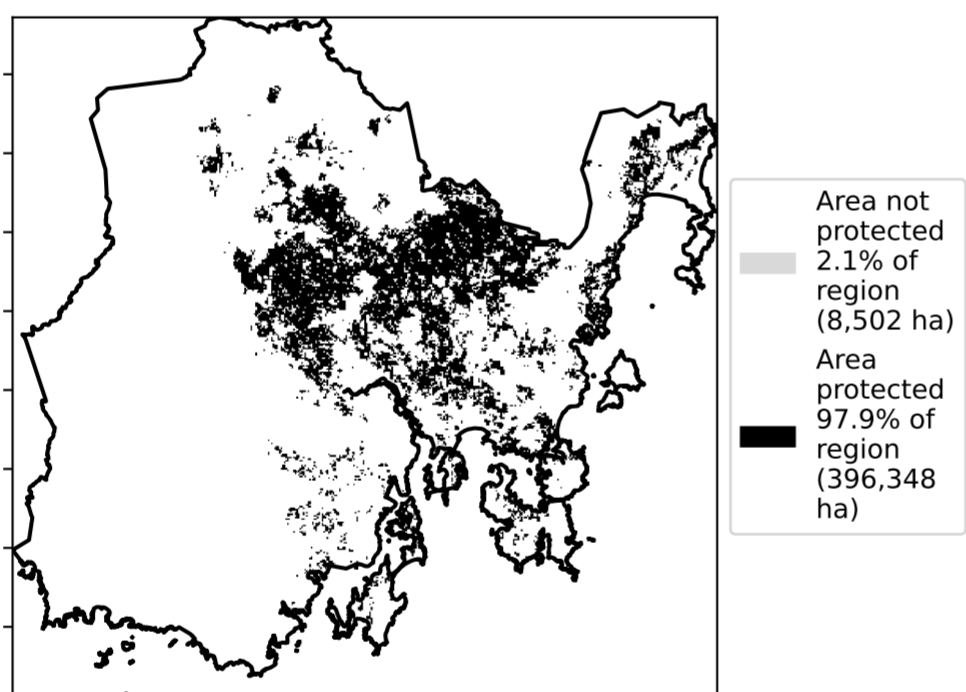 Area not
protected
2.1% of
region
(8,502 ha)
Area
protected
97.9% of
region
(396,348
ha)